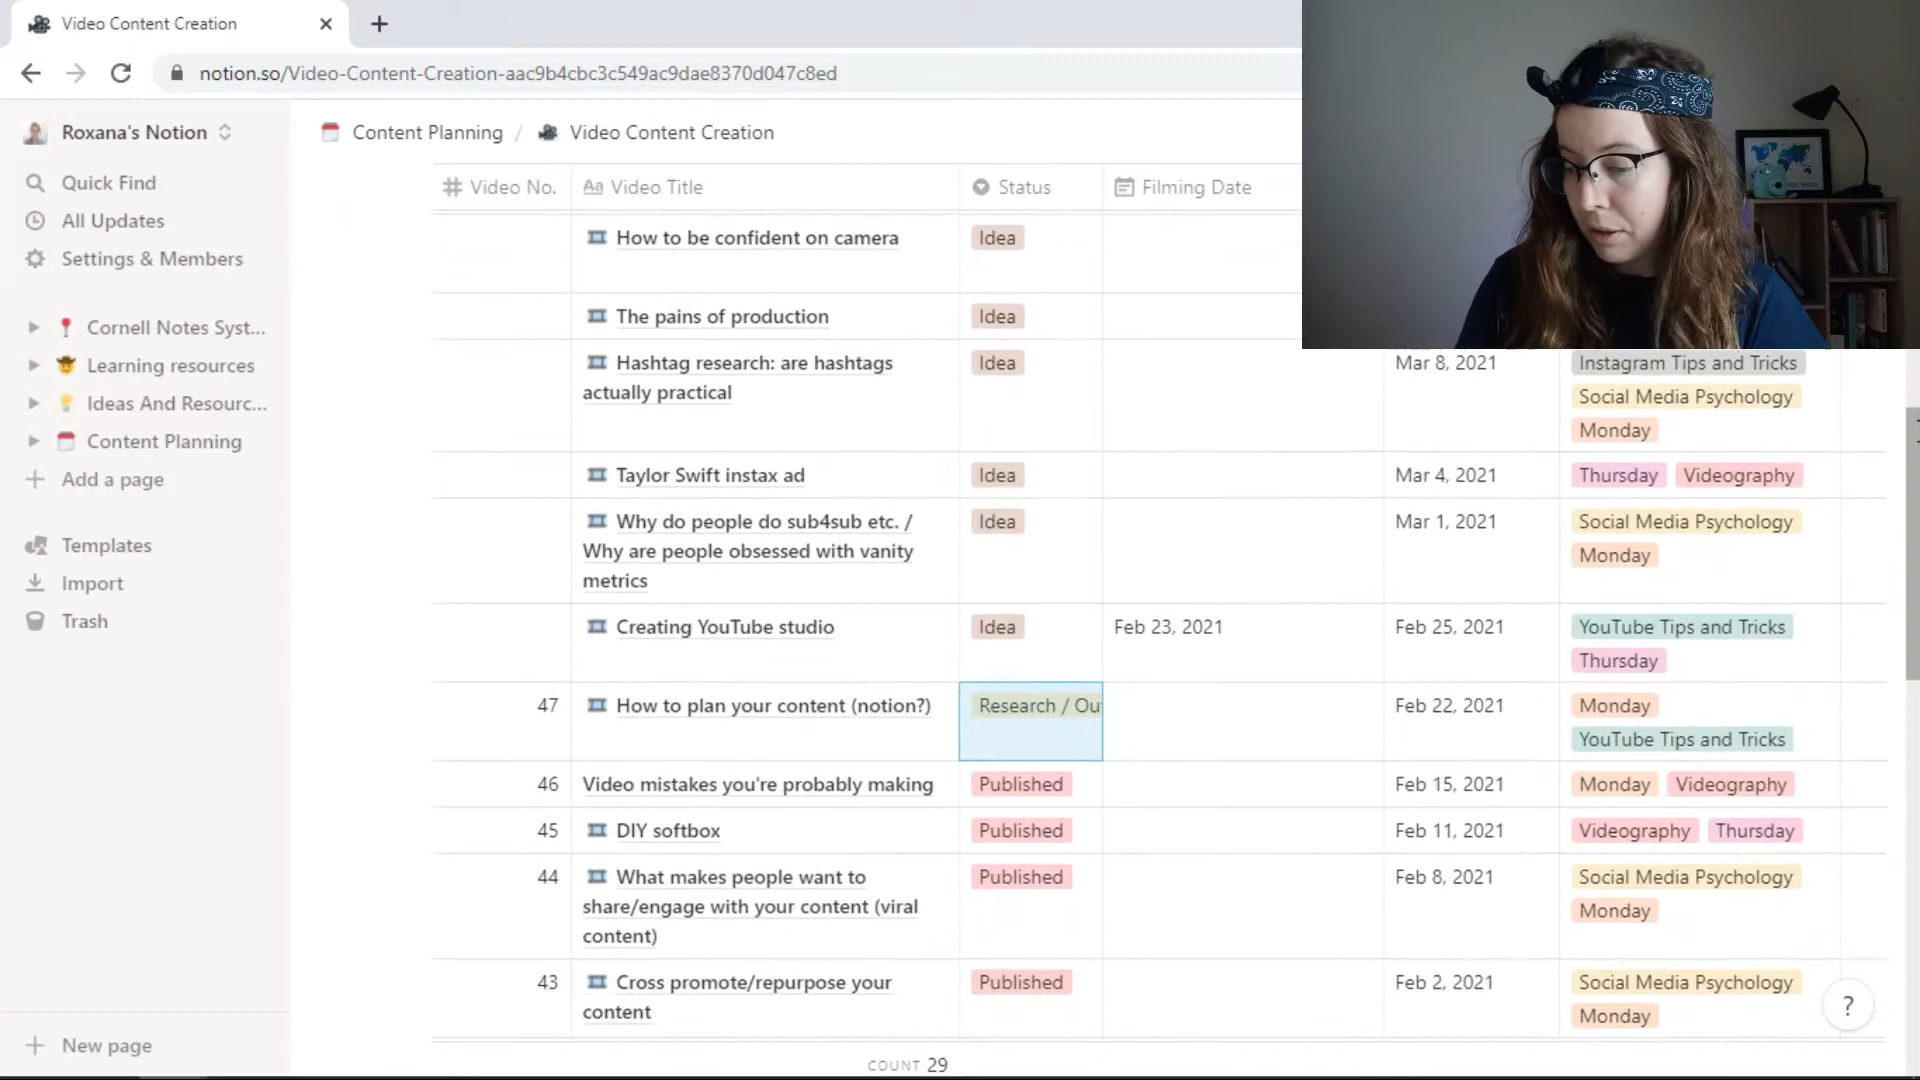 Video Content Creation
notion.so/Video-Content-Creation-aac9b4cbc3c549ac9dae8370d047c8ed
Roxana's Notion
Content Planning / Video Content Creation
Quick Find
All Updates
Settings & Members
Cornell Notes Syst...
Learning resources
Ideas And Resourc...
Content Planning
Add a page
Templates
Import
Trash
New page
Video No. Video Title Status Filming Date
How to be confident on camera Idea
The pains of production Idea
Hashtag research: are hashtags Idea Mar 8, 2021 Instagram Tips and Tricks
actually practical Social Media Psychology
Monday
Taylor Swift instax ad Idea Mar 4, 2021 Thursday Videography
Why do people do sub4sub etc. / Idea Mar 1, 2021 Social Media Psychology
Why are people obsessed with vanity Monday
metrics
Creating YouTube studio Idea Feb 23, 2021 Feb 25, 2021 YouTube Tips and Tricks
Thursday
47 How to plan your content (notion?) Research / Ou Feb 22, 2021 Monday
YouTube Tips and Tricks
46 Video mistakes you're probably making Published Feb 15, 2021 Monday Videography
45 DIY softbox Published Feb 11, 2021 Videography Thursday
44 What makes people want to Published Feb 8, 2021 Social Media Psychology
share/engage with your content (viral Monday
content)
43 Cross promote/repurpose your Published Feb 2, 2021 Social Media Psychology
content Monday
COUNT 29
?